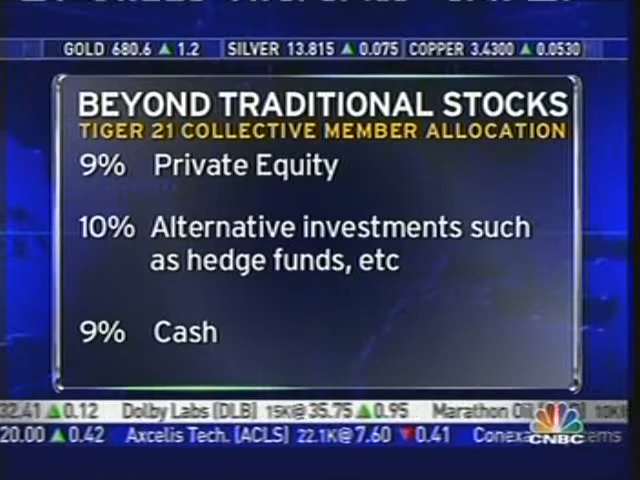 GOLD 680.6 ▲ 1.2 SILVER 13.815 ▲ 0.075 COPPER 3.4300 ▲ 0.0530
BEYOND TRADITIONAL STOCKS
TIGER 21 COLLECTIVE MEMBER ALLOCATION
9% Private Equity
10% Alternative investments such
as hedge funds, etc
9% Cash
32.41 ▲ 0.12 Dolby Labs (DLB) 15K@35.75 ▲ 0.95 Marathon Oil
20.00 ▲ 0.42 Axcelis Tech. (ACLS) 22.1K@7.60 ▼ 0.41
CNBC